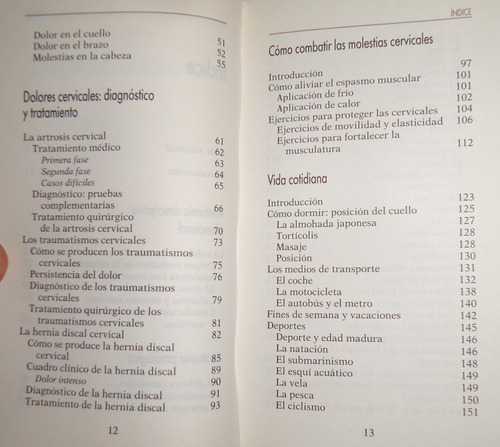 Dolor en el cuello 51
Dolor en el brazo 52
Molestias en la cabeza 55
Dolores cervicales: diagnóstico
y tratamiento
La artrosis cervical 61
Tratamiento médico 62
Primera fase 63
Segunda fase 64
Casos difíciles 65
Diagnóstico: pruebas
complementarias 66
Tratamiento quirúrgico
de la artrosis cervical 70
Los traumatismos cervicales 73
Cómo se producen los traumatismos
cervicales 75
Persistencia del dolor 76
Diagnóstico de los traumatismos
cervicales 79
Tratamiento quirúrgico de los
traumatismos cervicales 81
La hernia discal cervical 82
Cómo se produce la hernia discal
cervical 85
Cuadro clínico de la hernia discal 89
Dolor intenso 90
Diagnóstico de la hernia discal 91
Tratamiento de la hernia discal 93
12
ÍNDICE
Cómo combatir las molestias cervicales
Introducción 97
Cómo aliviar el espasmo muscular 101
Aplicación de frío 101
Aplicación de calor 102
Ejercicios para proteger las cervicales 104
Ejercicios de movilidad y elasticidad 106
Ejercicios para fortalecer la
musculatura 112
Vida cotidiana
Introducción 123
Cómo dormir: posición del cuello 125
La almohada japonesa 127
Torticolis 128
Masaje 128
Posición 130
Los medios de transporte 131
El coche 132
La motocicleta 138
El autobús y el metro 140
Fines de semana y vacaciones 142
Deportes 145
Deporte y edad madura 146
La natación 146
El submarinismo 148
El esquí acuático 149
La vela 149
La pesca 150
El ciclismo 151
13